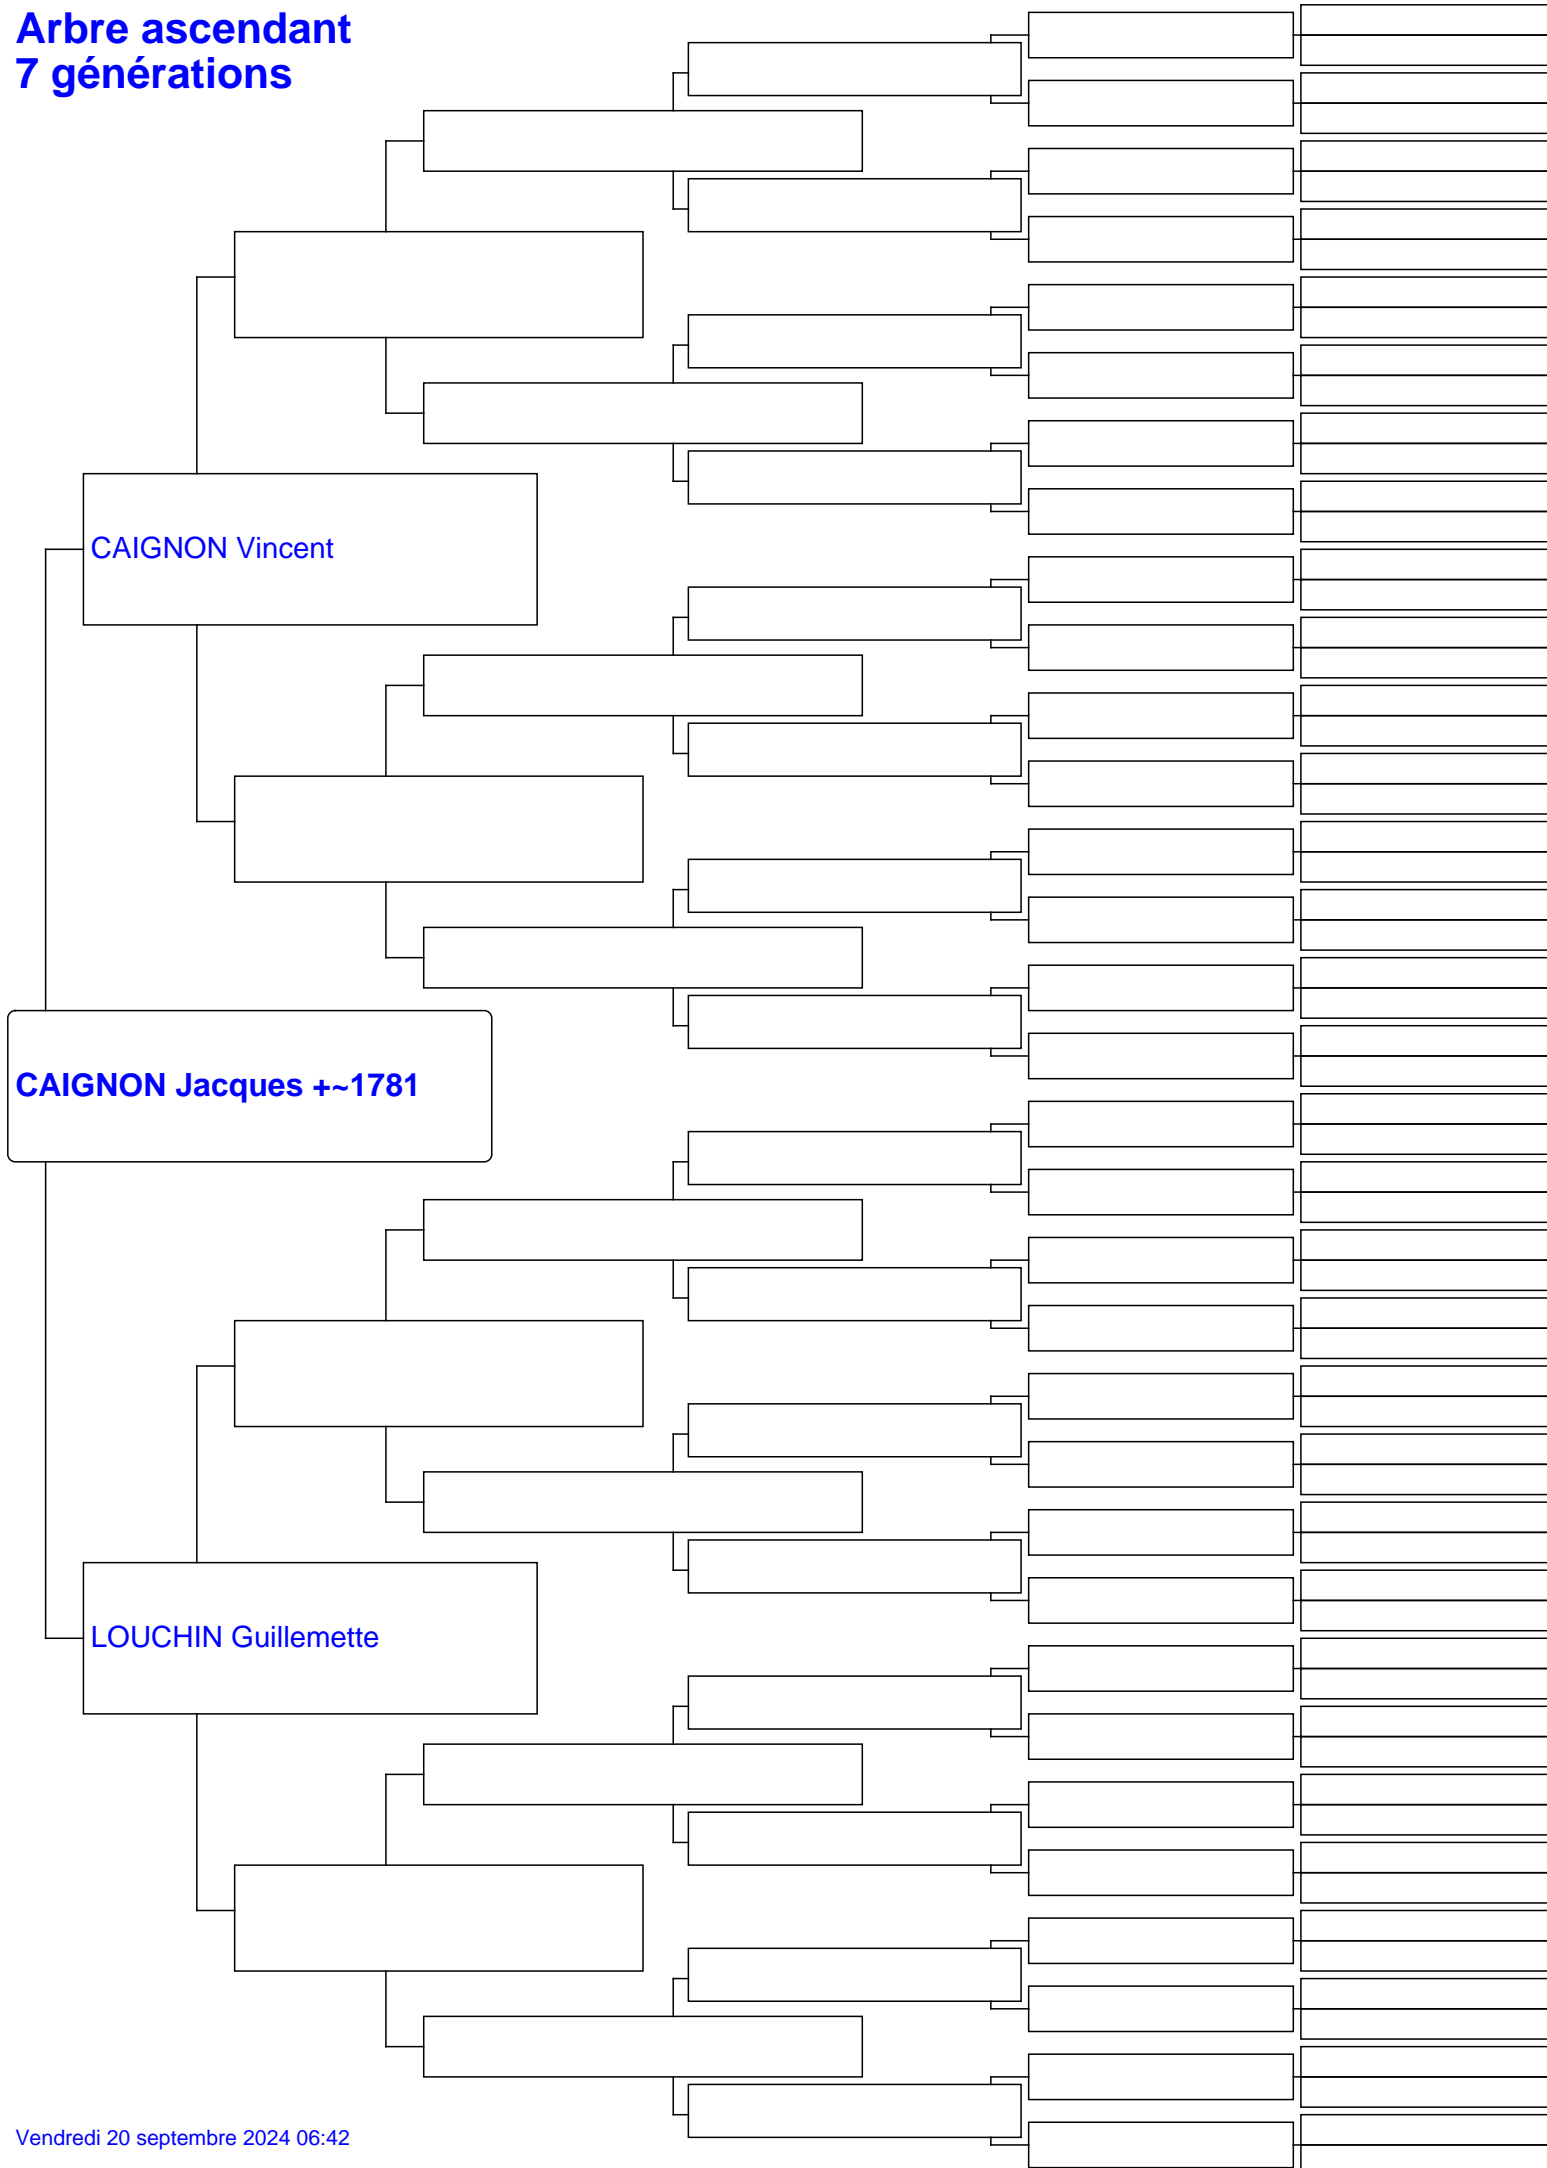 Arbre ascendant
7 générations
CAIGNON Vincent
CAIGNON Jacques +~1781
LOUCHIN Guillemette
Vendredi 20 septembre 2024 06:42